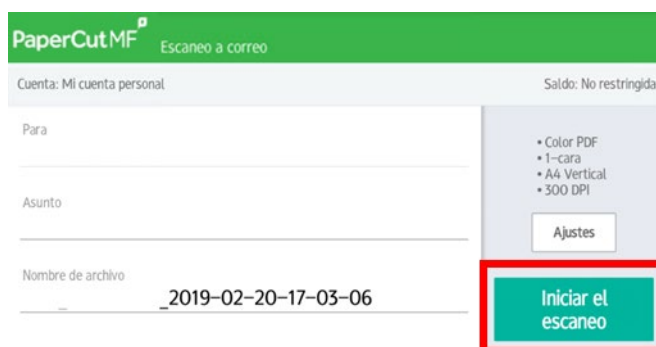 PaperCut MF
Escaneo a correo
Cuenta: Mi cuenta personal
Saldo: No restringida
Para
Asunto
Nombre de archivo
_ _2019-02-20-17-03-06
• Color PDF
• 1-cara
• A4 Vertical
• 300 DPI
Ajustes
Iniciar el
escaneo